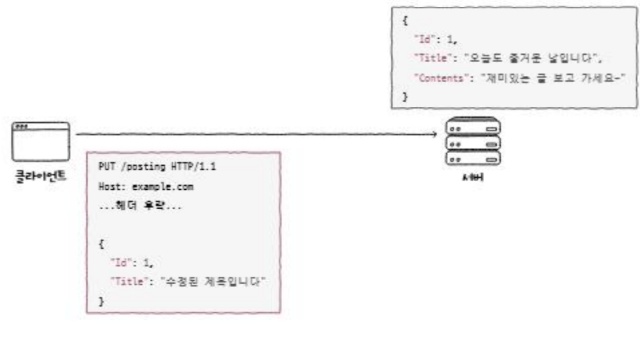 {
"Id": 1,
"Title": "오늘도 즐거운 날입니다",
"Contents": "재미있는 글 보고 가세요~"
}
클라이언트
서버
PUT /posting HTTP/1.1
Host: example.com
...헤더 후략...
{
"Id": 1,
"Title": "수정된 제목입니다"
}